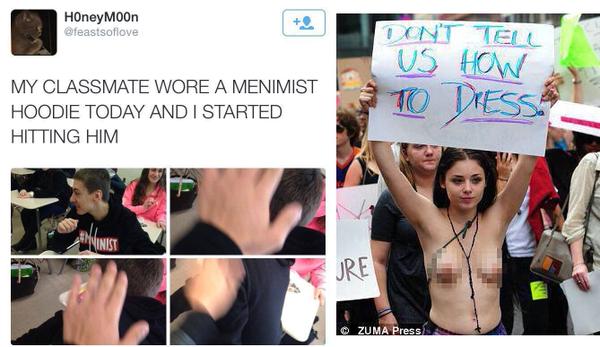 H0neyM00n
@feastsoflove
MY CLASSMATE WORE A MENIMIST
HOODIE TODAY AND I STARTED
HITTING HIM
DON'T TELL
US HOW
TO DRESS.
URE
© ZUMA Press